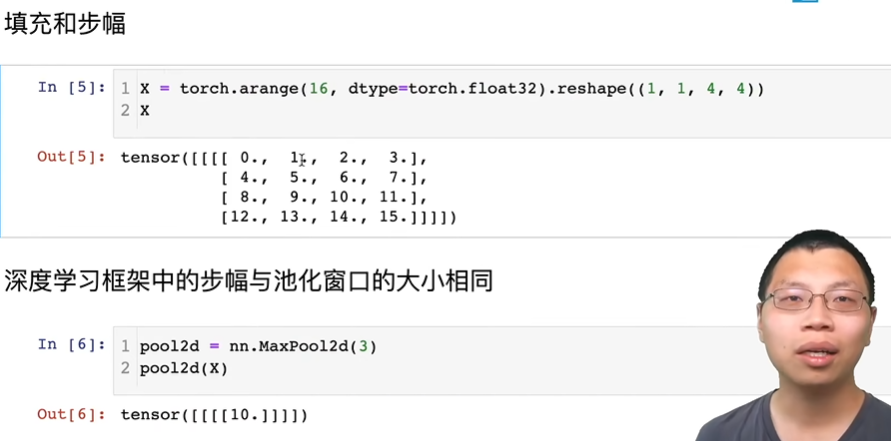 填充和步幅
In [5]: 1 X = torch.arange(16, dtype=torch.float32).reshape((1, 1, 4, 4))
2 X
Out[5]: tensor([[[[ 0., 1., 2., 3.],
[ 4., 5., 6., 7.],
[ 8., 9., 10., 11.],
[12., 13., 14., 15.]]]])
深度学习框架中的步幅与池化窗口的大小相同
In [6]: 1 pool2d = nn.MaxPool2d(3)
2 pool2d(X)
Out[6]: tensor([[[[10.]]]])